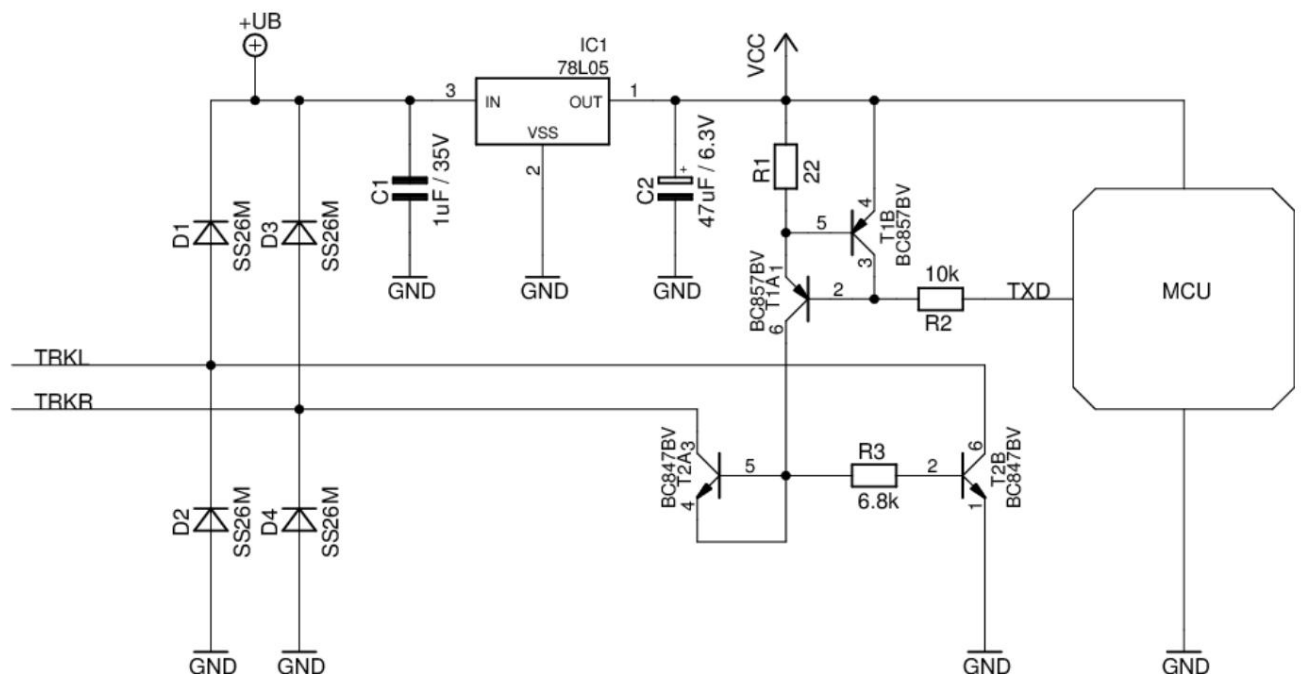 +UB
IC1
78L05
3
IN
OUT
1
VSS
2
VCC
C1
1uF / 35V
+
C2
47uF / 6.3V
R1
22
4
5
T1B
BC857BV
3
D1
SS26M
D3
SS26M
GND
GND
GND
BC857BV
T1A
1
2
6
10k
R2
TXD
MCU
TRKL
TRKR
BC847BV
T2A
3
5
4
R3
6.8k
2
6
T2B
BC847BV
1
D2
SS26M
D4
SS26M
GND
GND
GND
GND